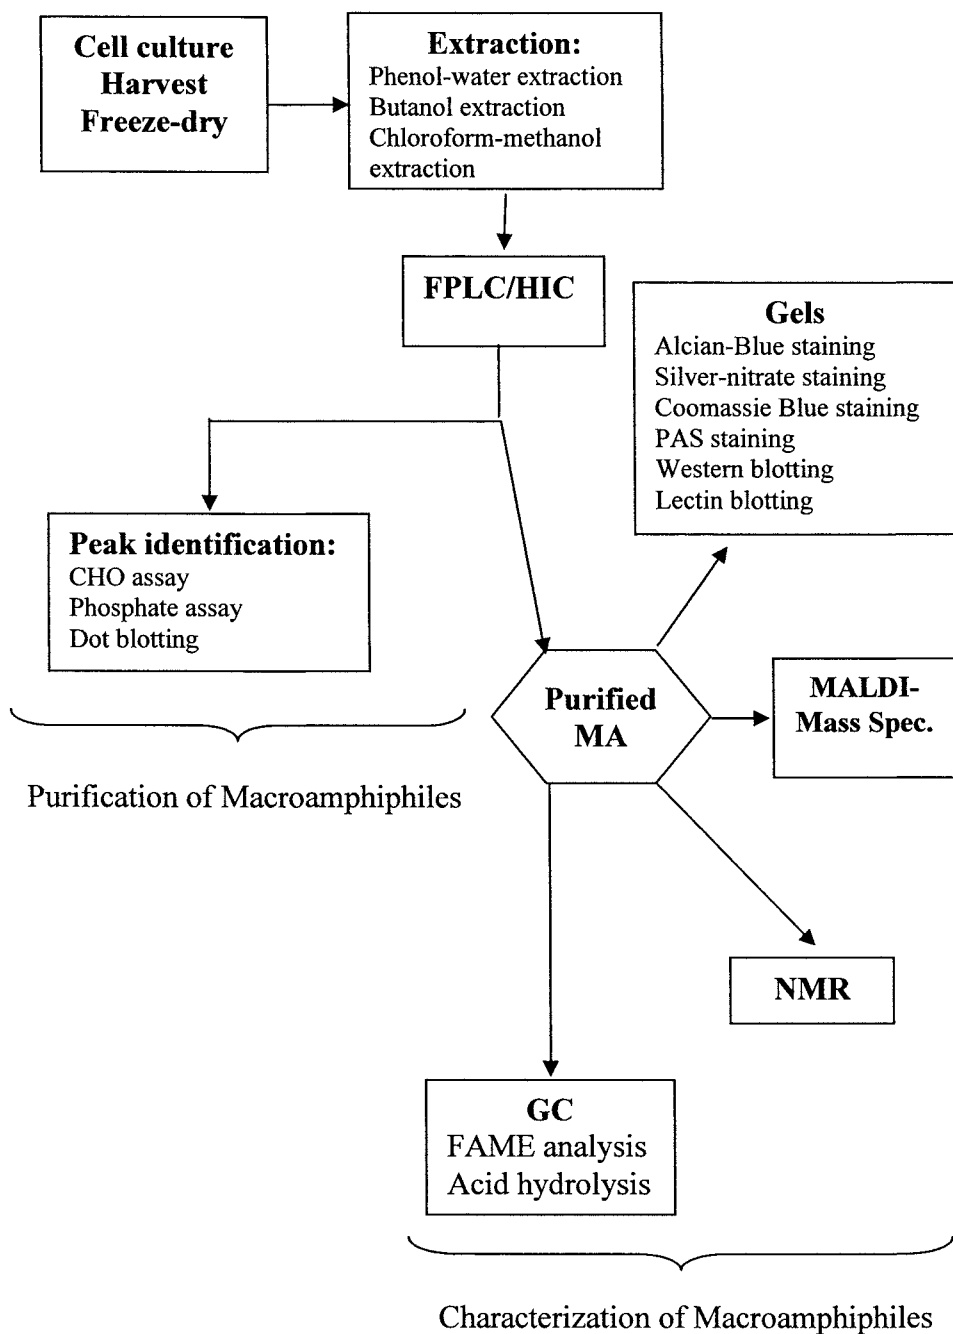 Cell culture
Harvest
Freeze-dry
Extraction:
Phenol-water extraction
Butanol extraction
Chloroform-methanol
extraction
FPLC/HIC
Gels
Alcian-Blue staining
Silver-nitrate staining
Coomassie Blue staining
PAS staining
Western blotting
Lectin blotting
Peak identification:
CHO assay
Phosphate assay
Dot blotting
Purified
MA
MALDI-
Mass Spec.
Purification of Macroamphiphiles
NMR
GC
FAME analysis
Acid hydrolysis
Characterization of Macroamphiphiles